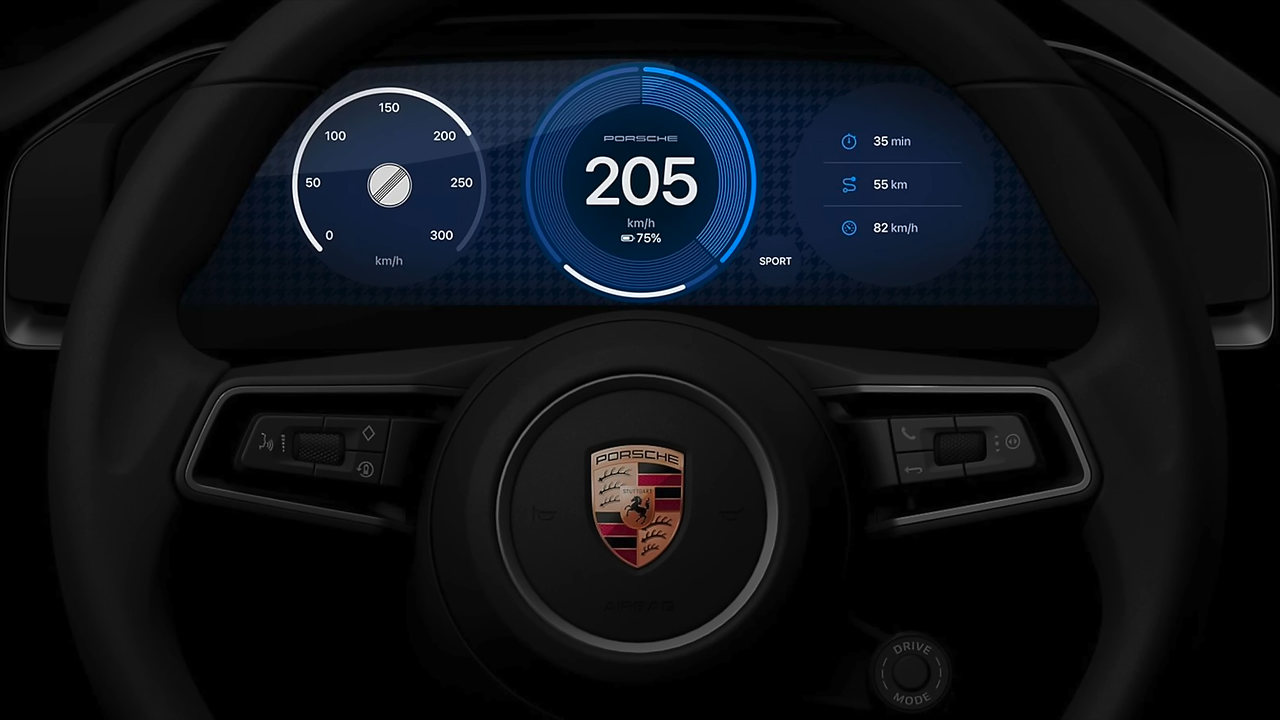 150
100
200
50
250
0
300
km/h
PORSCHE
205
km/h
75%
SPORT
35 min
55 km
82 km/h
PORSCHE
STUTTGART
AIRBAG
DRIVE
MODE